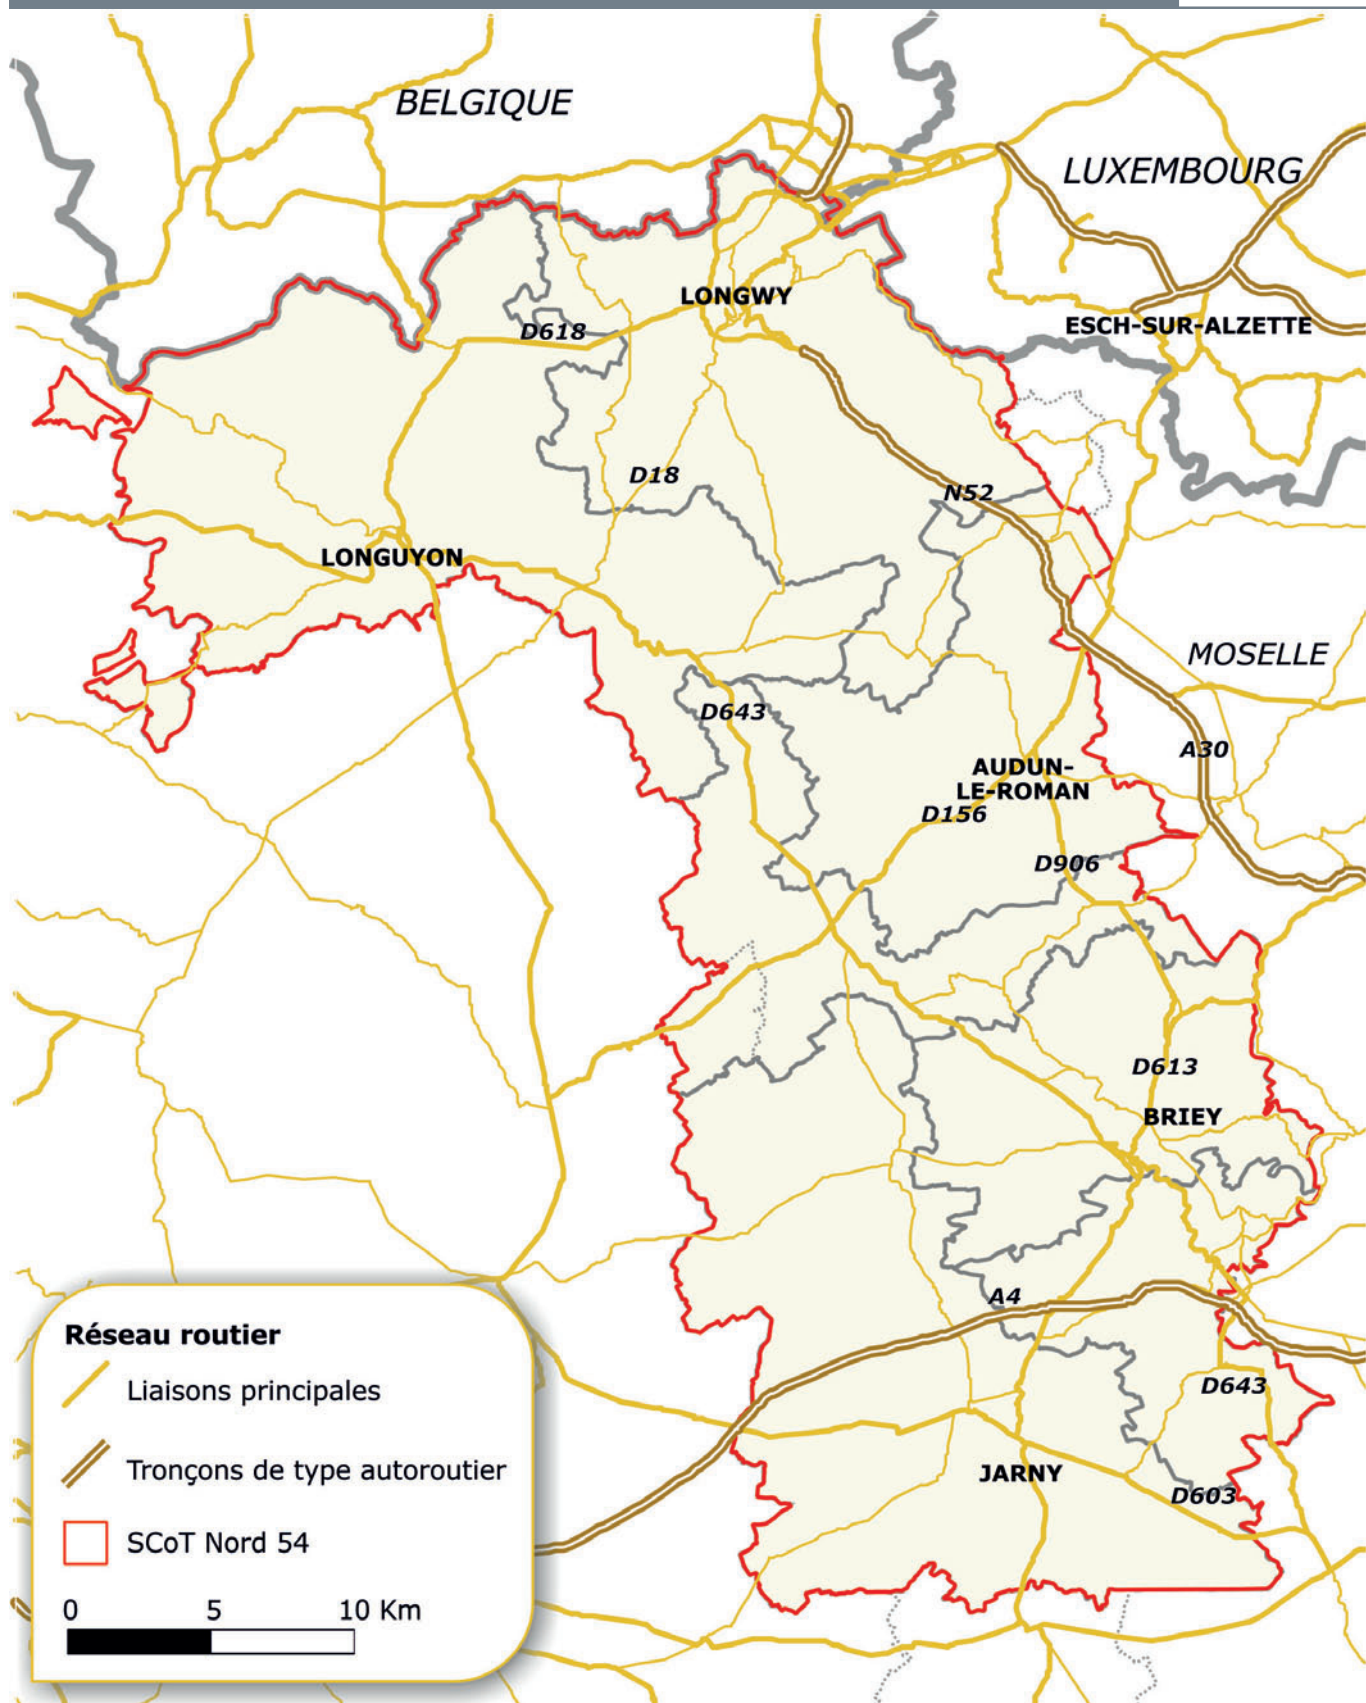 BELGIQUE
LUXEMBOURG
LONGWY
ESCH-SUR-ALZETTE
D618
D18
N52
LONGUYON
MOSELLE
D643
A30
AUDUN-
LE-ROMAN
D156
D906
D613
BRIEY
A4
D643
JARNY
D603
Réseau routier
Liaisons principales
Tronçons de type autoroutier
SCoT Nord 54
0 5 10 Km